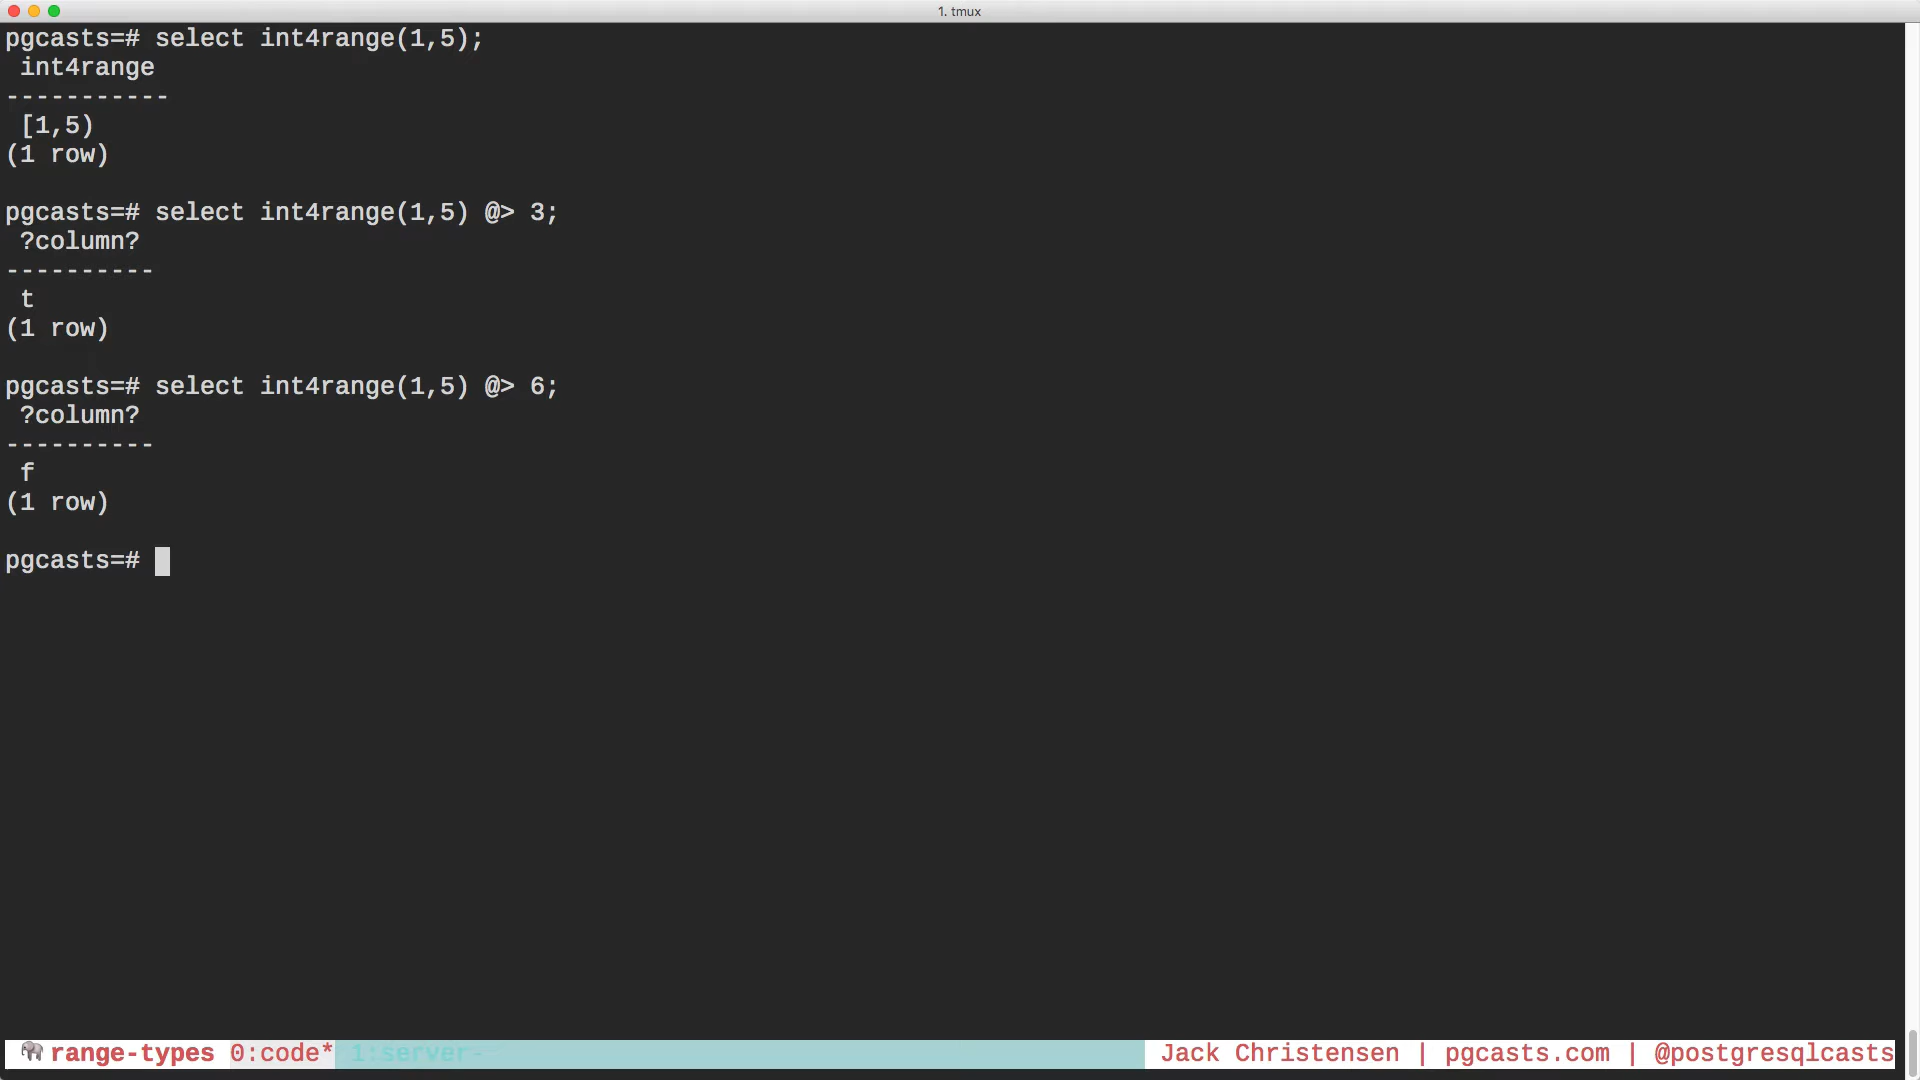 1. tmux
pgcasts=# select int4range(1,5);
 int4range
-----------
 [1,5)
(1 row)

pgcasts=# select int4range(1,5) @> 3;
 ?column?
----------
 t
(1 row)

pgcasts=# select int4range(1,5) @> 6;
 ?column?
----------
 f
(1 row)

pgcasts=#
range-types 0:code* 1:server- Jack Christensen | pgcasts.com | @postgresqlcasts